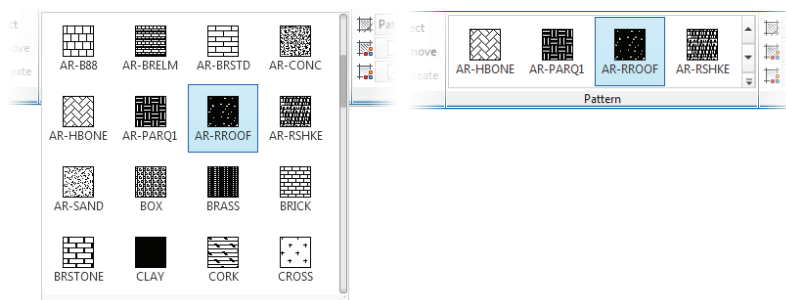 AR-B88 AR-BRELM AR-BRSTD AR-CONC
AR-HBONE AR-PARQ1 AR-RROOF AR-RSHKE
AR-SAND BOX BRASS BRICK
BRSTONE CLAY CORK CROSS
AR-HBONE AR-PARQ1 AR-RROOF AR-RSHKE
Pattern